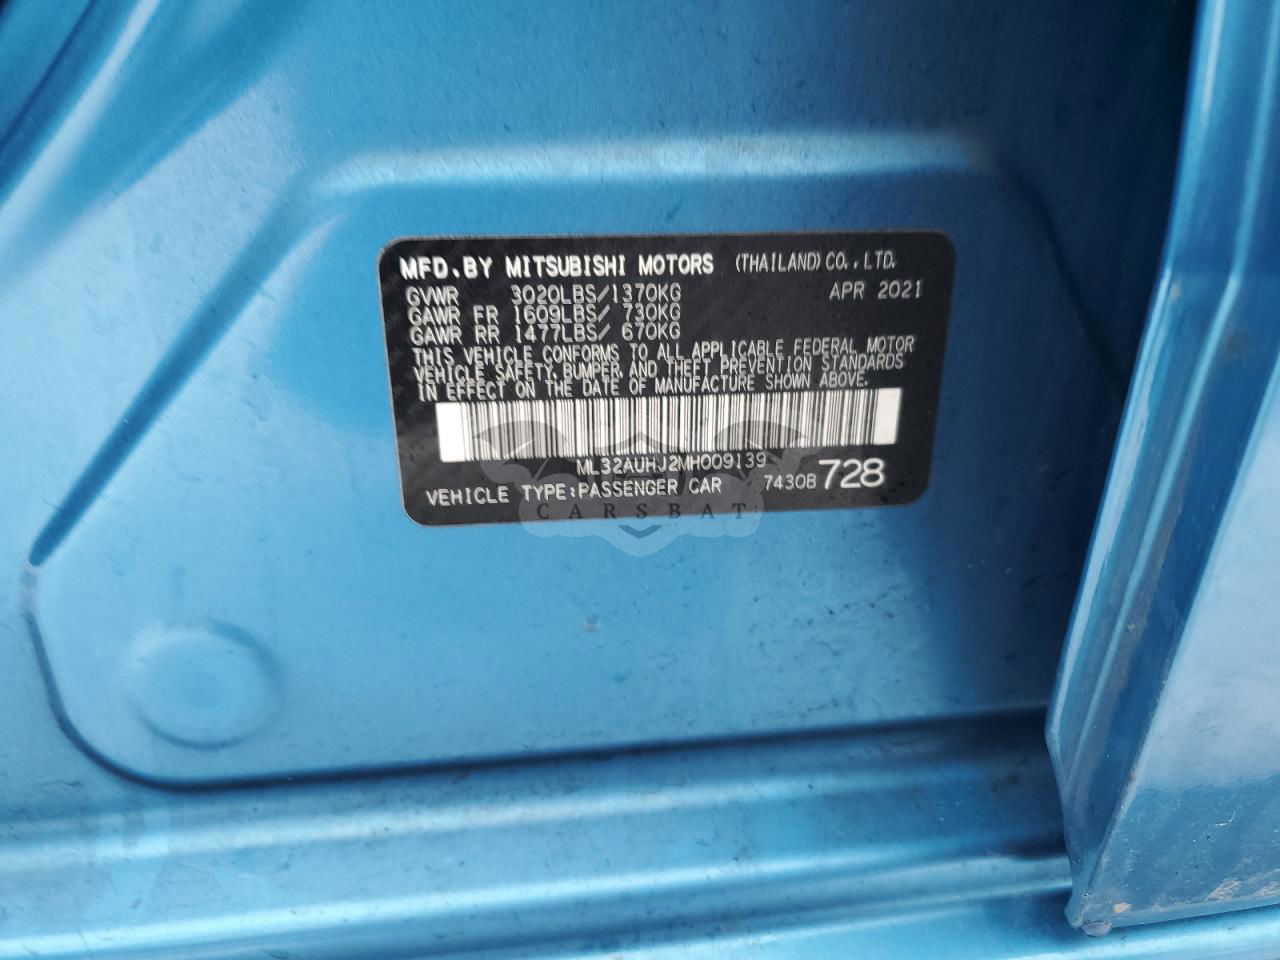 MFD.BY MITSUBISHI MOTORS (THAILAND) CO., LTD.
GVWR 3020LBS/1370KG APR 2021
GAWR FR 1609LBS/ 730KG
GAWR RR 1477LBS/ 670KG
THIS VEHICLE CONFORMS TO ALL APPLICABLE FEDERAL MOTOR
VEHICLE SAFETY, BUMPER, AND THEFT PREVENTION STANDARDS
IN EFFECT ON THE DATE OF MANUFACTURE SHOWN ABOVE.
ML32AUHJ2MH009139
VEHICLE TYPE:PASSENGER CAR 7430B 728
CARSBAT